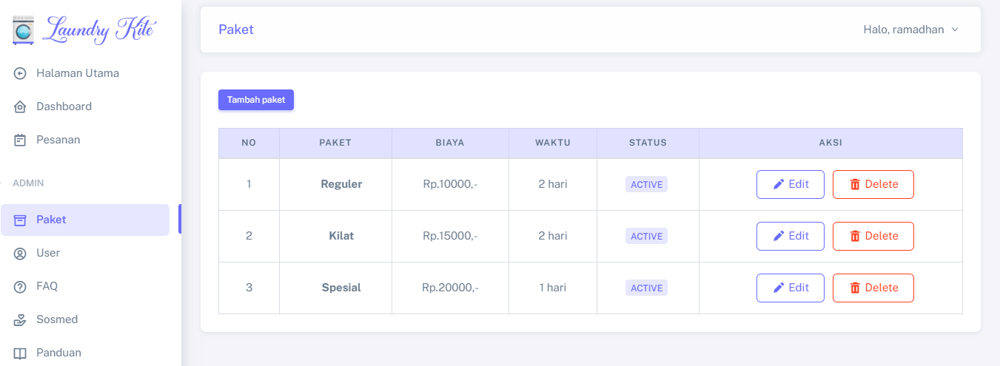 Laundry Kite
Halaman Utama
Dashboard
Pesanan
ADMIN
Paket
User
FAQ
Sosmed
Panduan
Paket
Halo, ramadhan
Tambah paket
NO PAKET BIAYA WAKTU STATUS AKSI
1 Reguler Rp.10000,- 2 hari ACTIVE Edit Delete
2 Kilat Rp.15000,- 2 hari ACTIVE Edit Delete
3 Spesial Rp.20000,- 1 hari ACTIVE Edit Delete